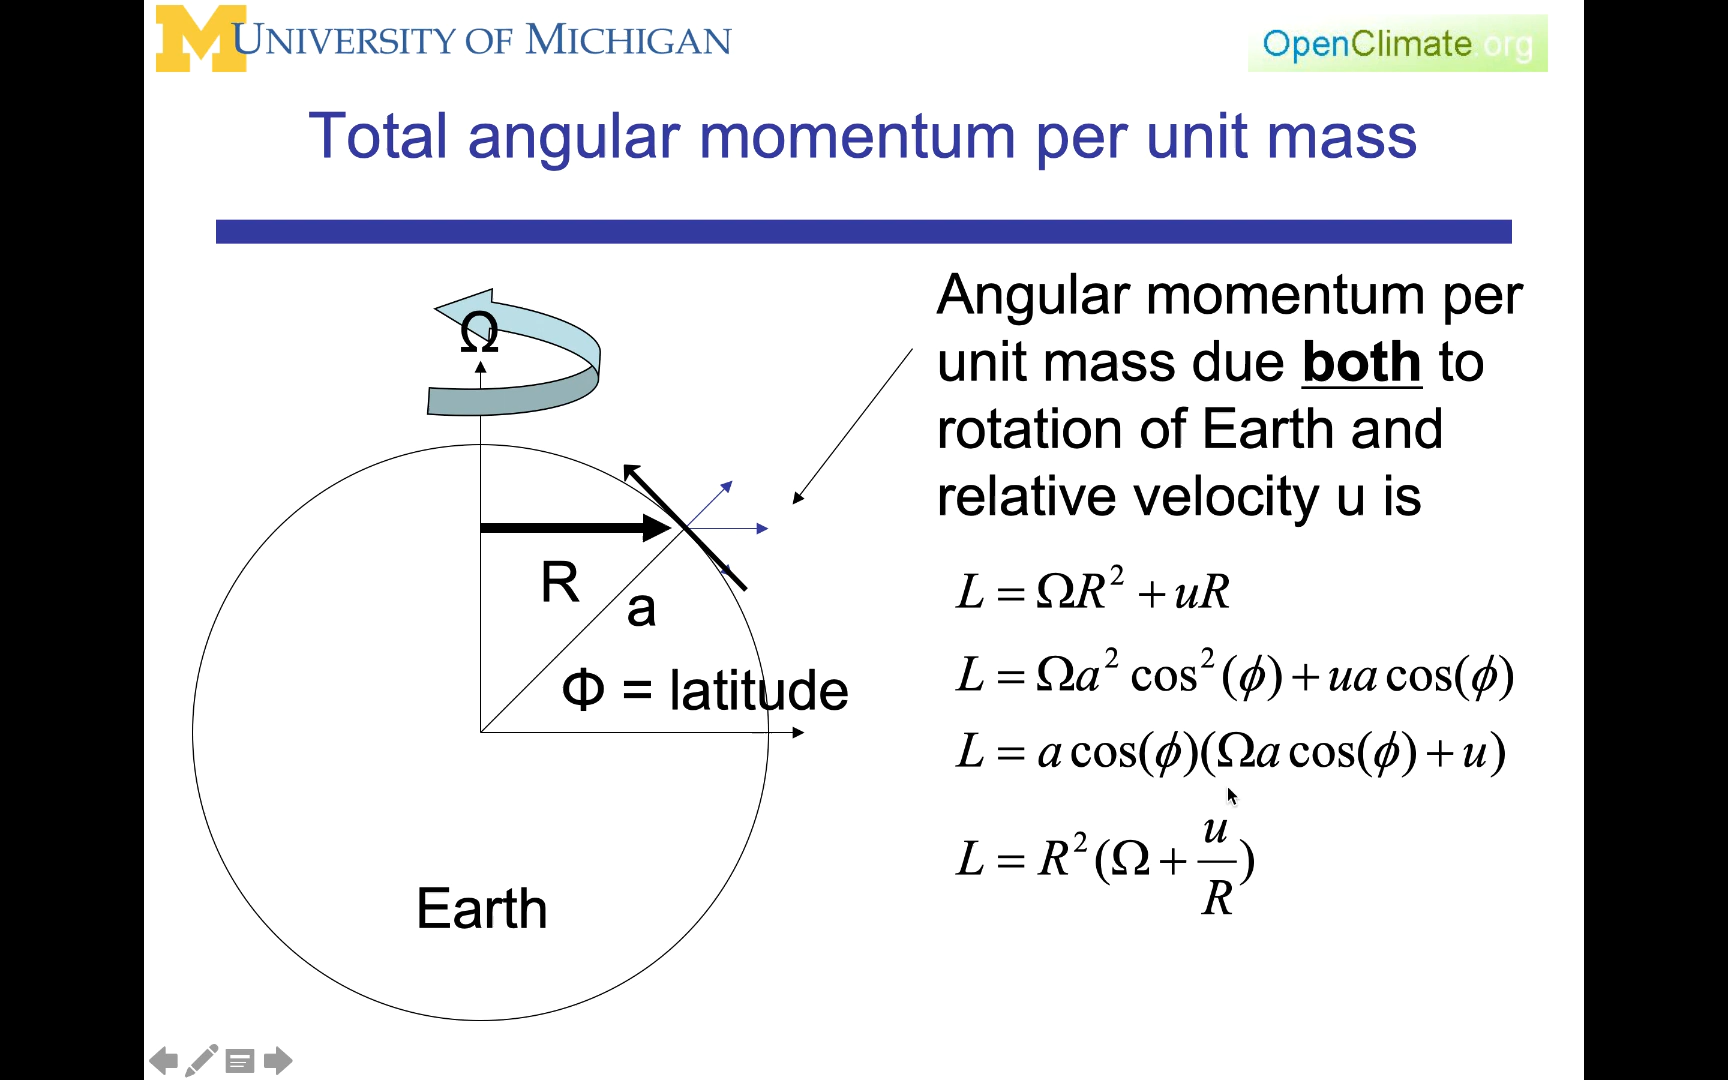 UNIVERSITY OF MICHIGAN
OpenClimate.org
Total angular momentum per unit mass
Ω
R
a
Φ = latitude
Earth
Angular momentum per
unit mass due both to
rotation of Earth and
relative velocity u is
L = ΩR² + uR
L = Ωa² cos²(ϕ) + ua cos(ϕ)
L = a cos(ϕ)(Ωa cos(ϕ) + u)
L = R²(Ω + u/R)